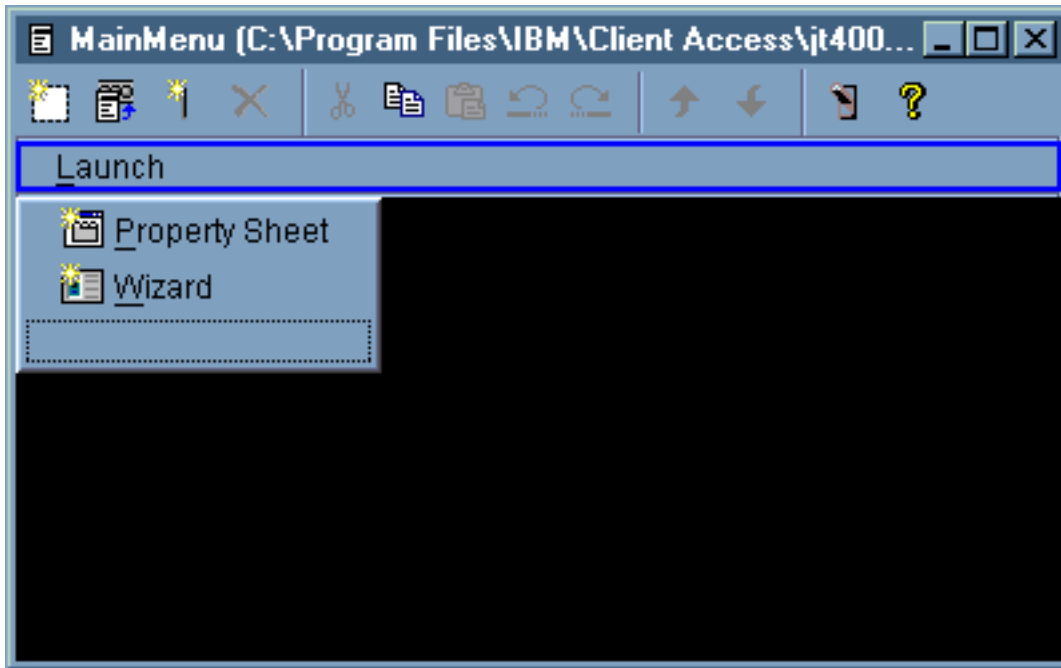 MainMenu (C:\Program Files\IBM\Client Access\jt400...
Launch
Property Sheet
Wizard